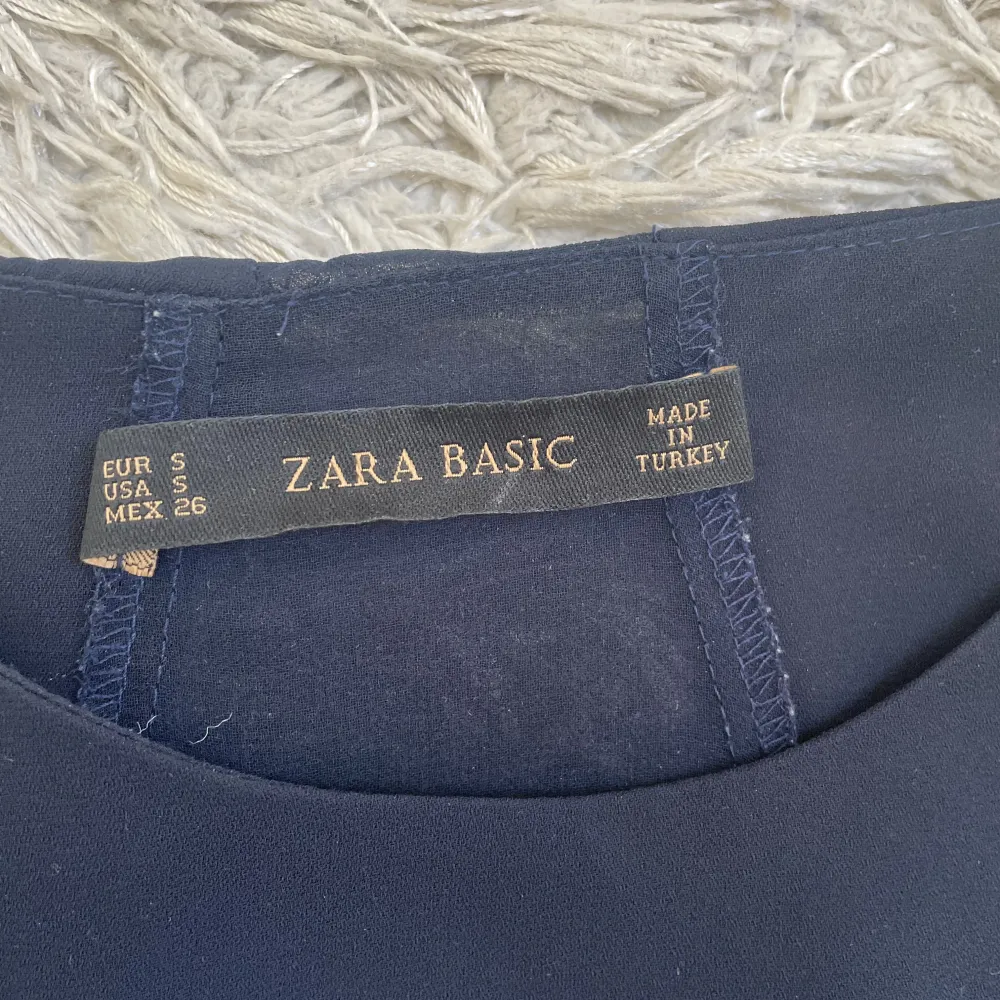 EUR S
USA S
MEX 26
ZARA BASIC
MADE
IN
TURKEY